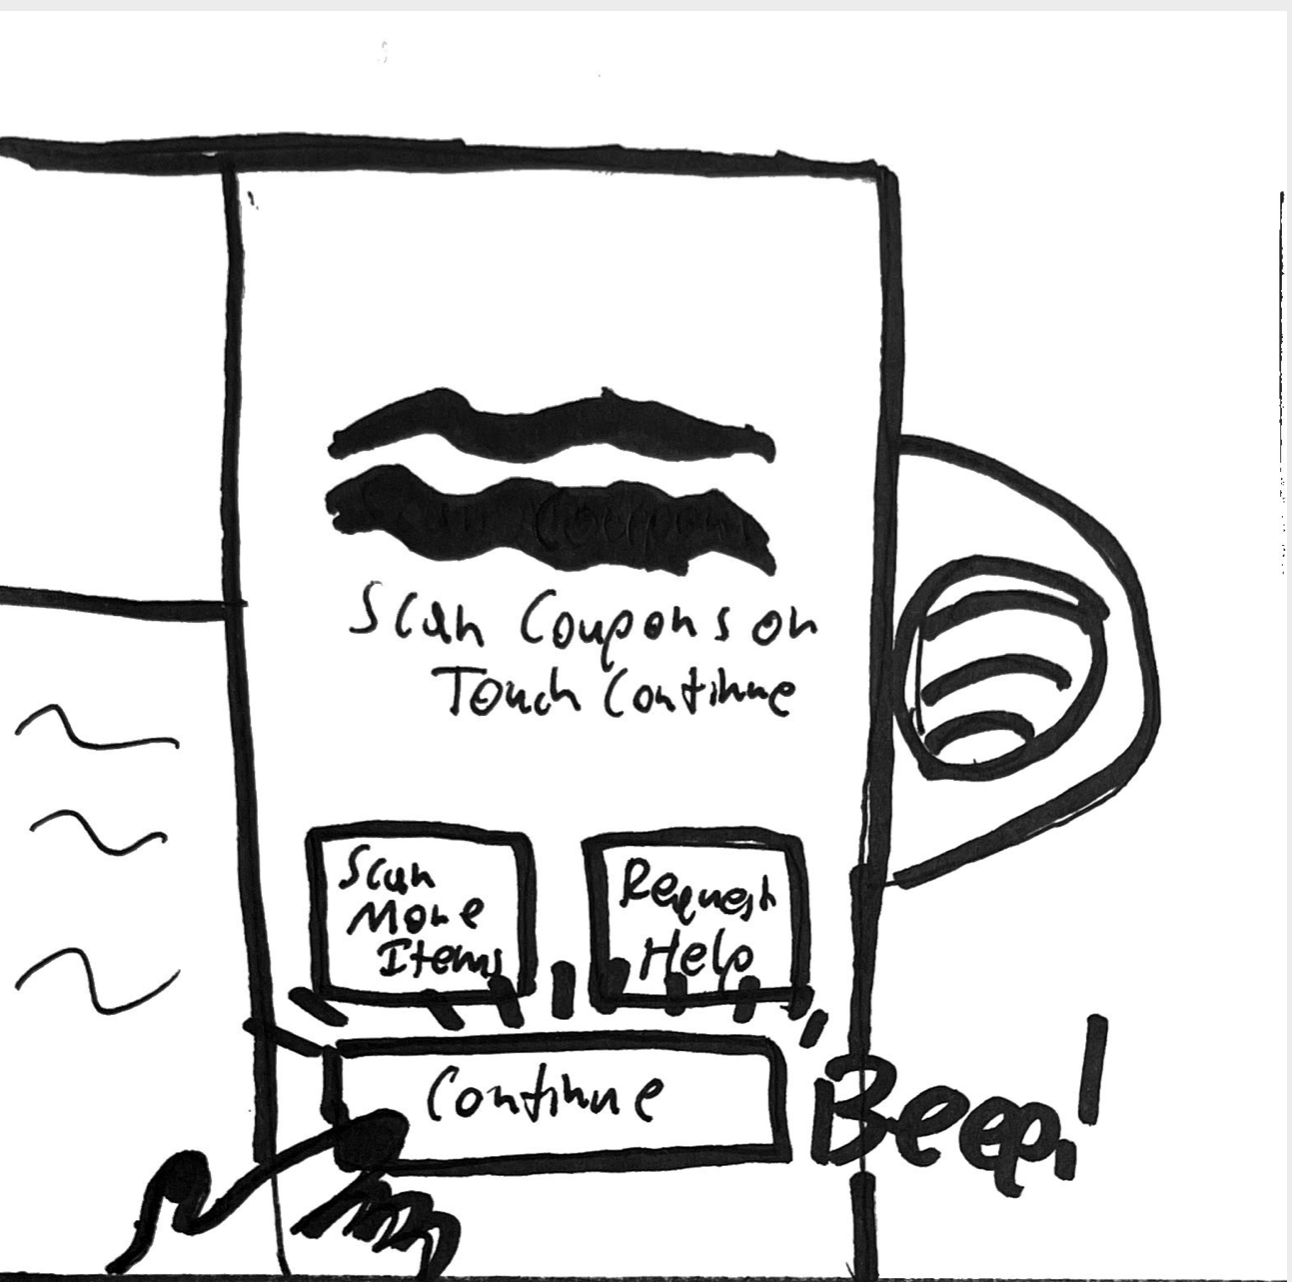 Scan Coupons on
Touch Continue
Scan
More
Items
Request
Help
Continue
Beep!